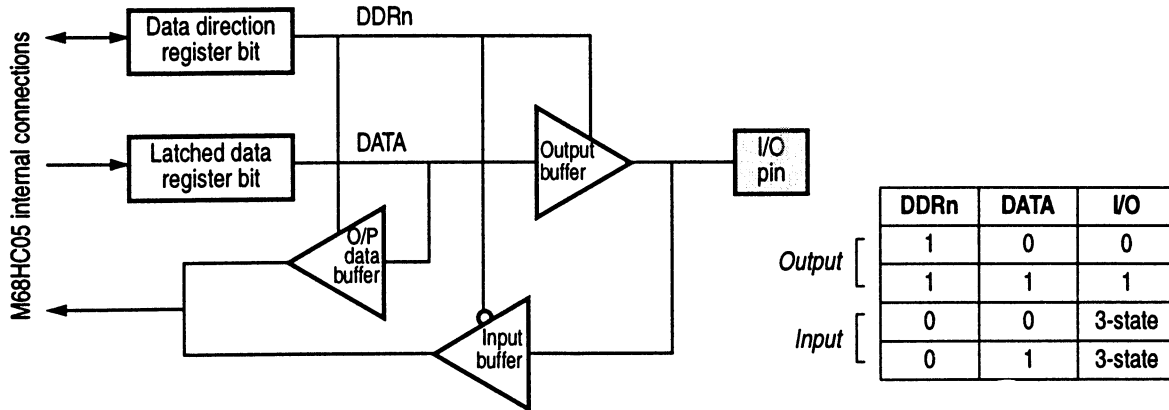 M68HC05 internal connections
Data direction
register bit
DDRn
Latched data
register bit
DATA
Output
buffer
I/O
pin
O/P
data
buffer
Input
buffer
DDRn DATA I/O
Output
1 0 0
1 1 1
Input
0 0 3-state
0 1 3-state